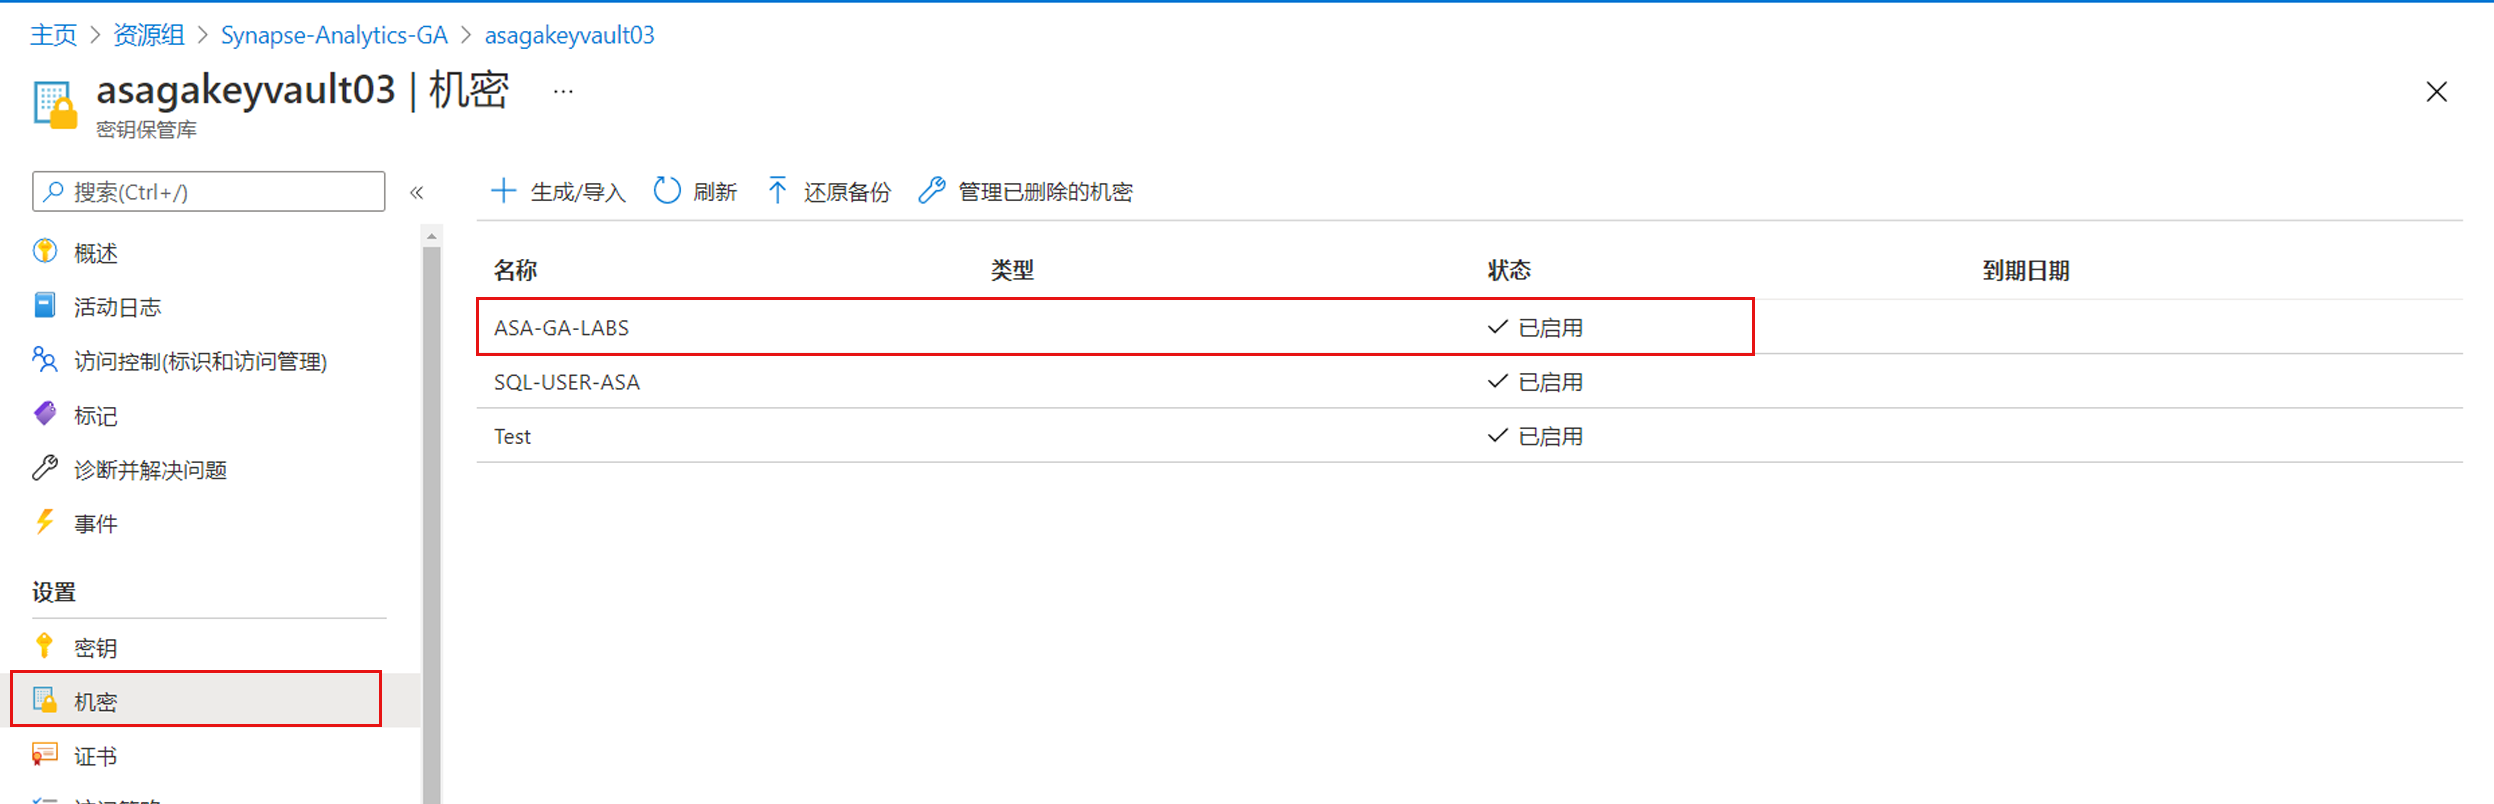 主页 > 资源组 > Synapse-Analytics-GA > asagakeyvault03
asagakeyvault03 | 机密 ...
密钥保管库
搜索(Ctrl+/) «
生成/导入 刷新 还原备份 管理已删除的机密
概述
活动日志
访问控制(标识和访问管理)
标记
诊断并解决问题
事件
设置
密钥
机密
证书
名称 类型 状态 到期日期
ASA-GA-LABS 已启用
SQL-USER-ASA 已启用
Test 已启用